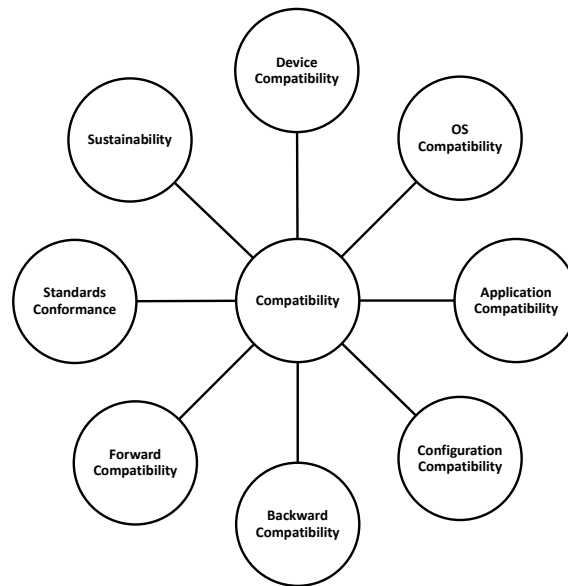 Device
Compatibility
OS
Compatibility
Sustainability
Standards
Conformance
Compatibility
Application
Compatibility
Forward
Compatibility
Configuration
Compatibility
Backward
Compatibility